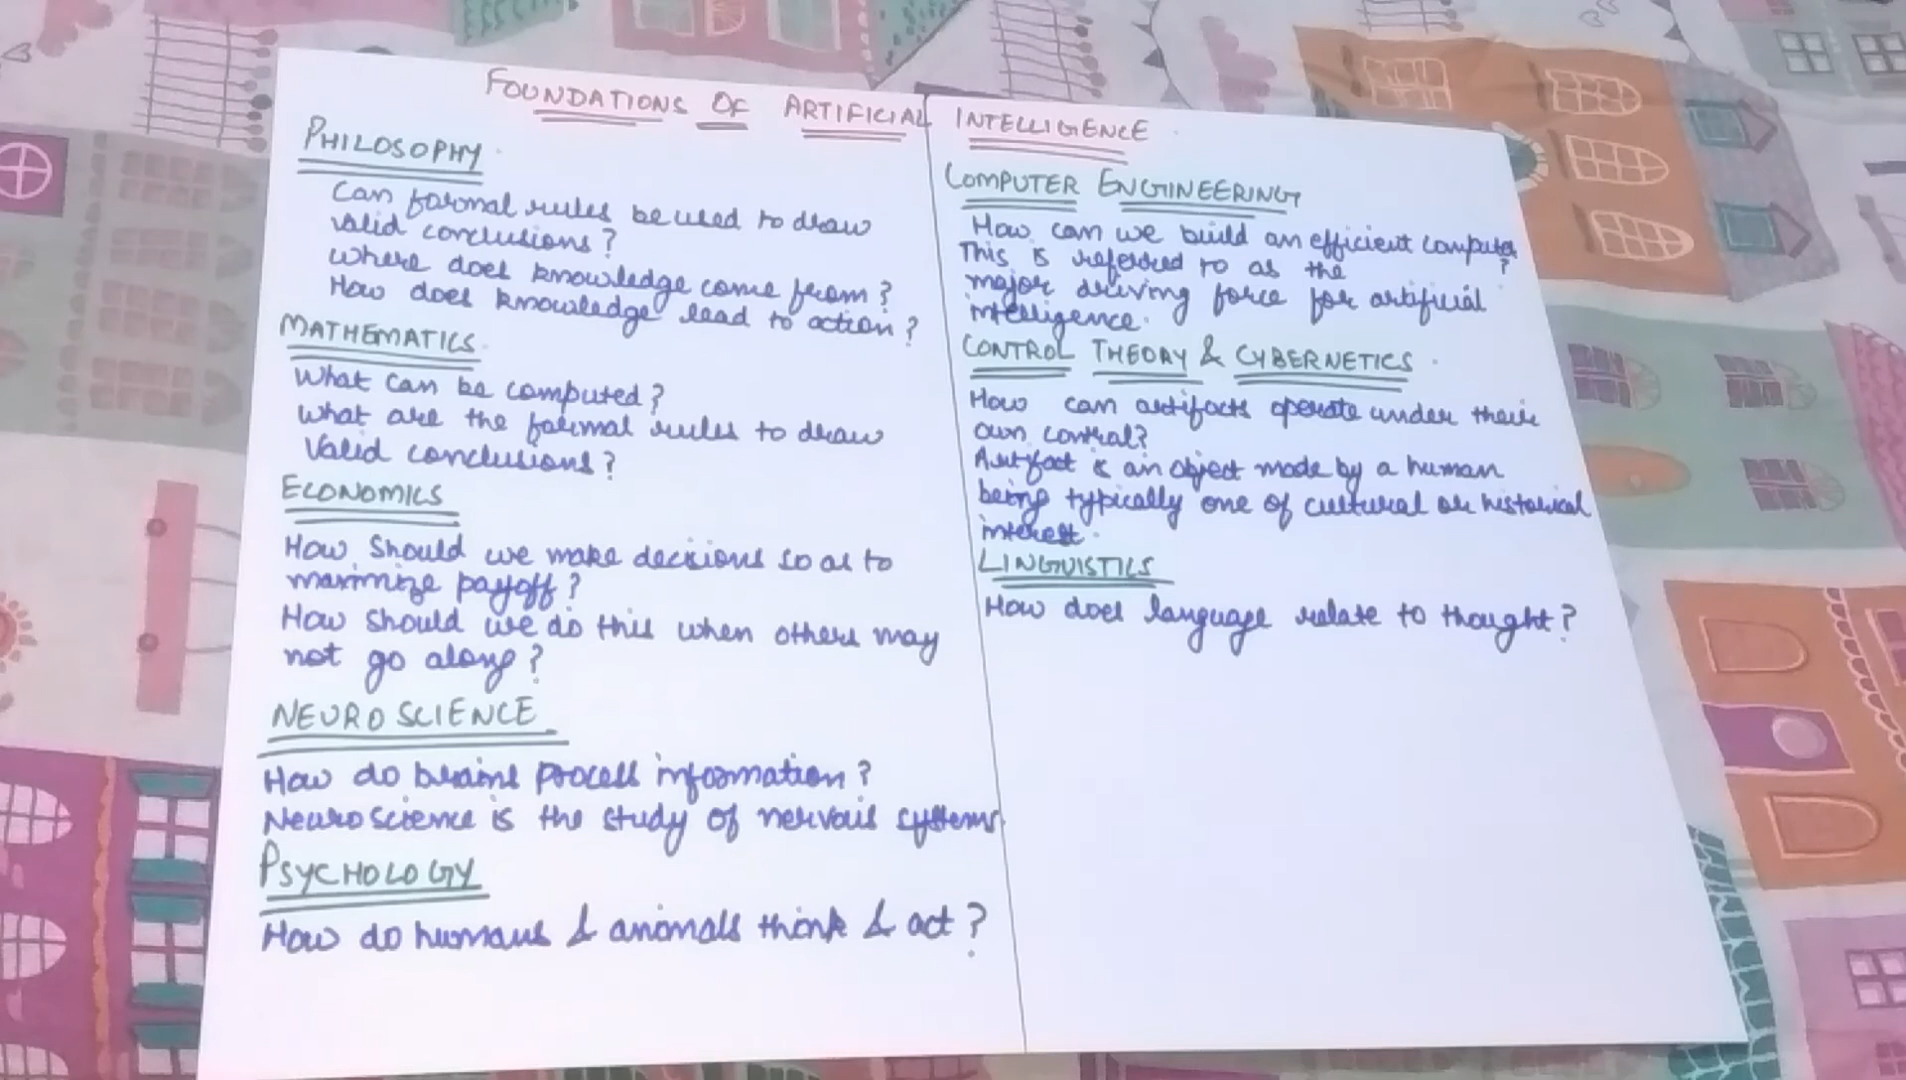 FOUNDATIONS OF ARTIFICIAL INTELLIGENCE
PHILOSOPHY
Can formal rules be used to draw
valid conclusions?
Where does knowledge come from?
How does knowledge lead to action?
MATHEMATICS
What can be computed?
What are the formal rules to draw
Valid conclusions?
ECONOMICS
How Should we make decisions so as to
maximize payoff?
How should we do this when others may
not go along?
NEUROSCIENCE
How do brains process information?
Neuroscience is the study of nervous systems
PSYCHOLOGY
How do humans & animals think & act?
COMPUTER ENGINEERING
How can we build an efficient computer
?
This is referred to as the
major driving force for artificial
intelligence.
CONTROL THEORY & CYBERNETICS
How can artifacts operate under their
own control?
Artifact is an object made by a human
being typically one of cultural or historical
interest.
LINGUISTICS
How does language relate to thought?